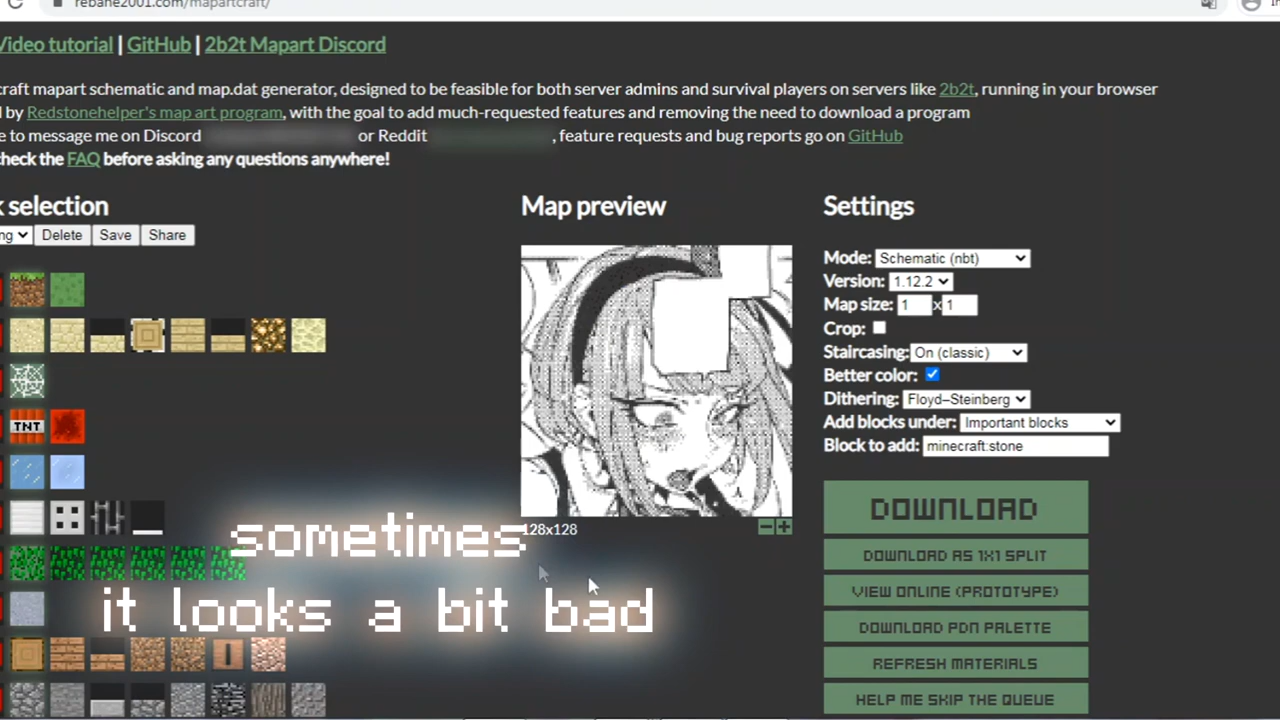 rebane2001.com/mapartcraft/
Video tutorial | GitHub | 2b2t Mapart Discord
craft mapart schematic and map.dat generator, designed to be feasible for both server admins and survival players on servers like 2b2t, running in your browser
d by Redstonehelper's map art program, with the goal to add much-requested features and removing the need to download a program
e to message me on Discord or Reddit , feature requests and bug reports go on GitHub
check the FAQ before asking any questions anywhere!
k selection
ng Delete Save Share
TNT
Map preview
128x128
Settings
Mode: Schematic (nbt)
Version: 1.12.2
Map size: 1 x 1
Crop:
Staircasing: On (classic)
Better color:
Dithering: Floyd–Steinberg
Add blocks under: Important blocks
Block to add: minecraft:stone
DOWNLOAD
DOWNLOAD AS 1X1 SPLIT
VIEW ONLINE (PROTOTYPE)
DOWNLOAD PDN PALETTE
REFRESH MATERIALS
HELP ME SKIP THE QUEUE
sometimes
it looks a bit bad